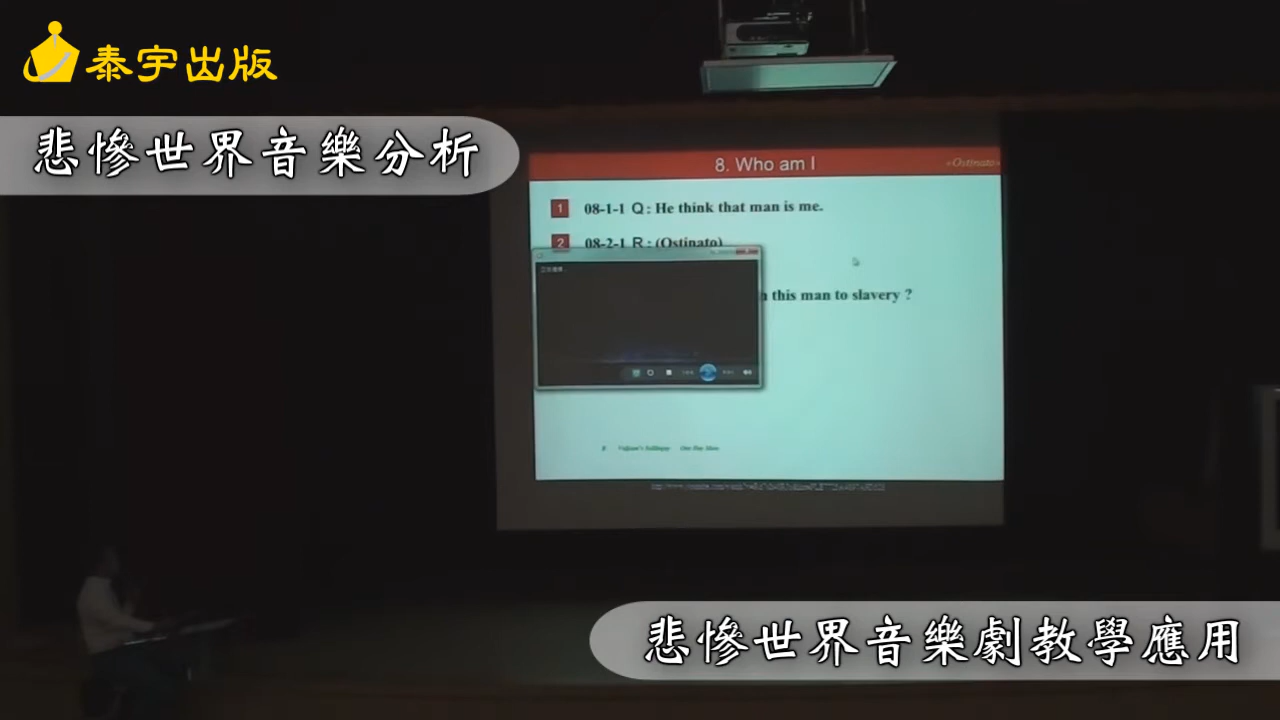 泰宇出版
悲慘世界音樂分析
8. Who am I
«Ostinato»
1 08-1-1 Q : He think that man is me.
2 08-2-1 R : (Ostinato)
this man to slavery ?
悲慘世界音樂劇教學應用